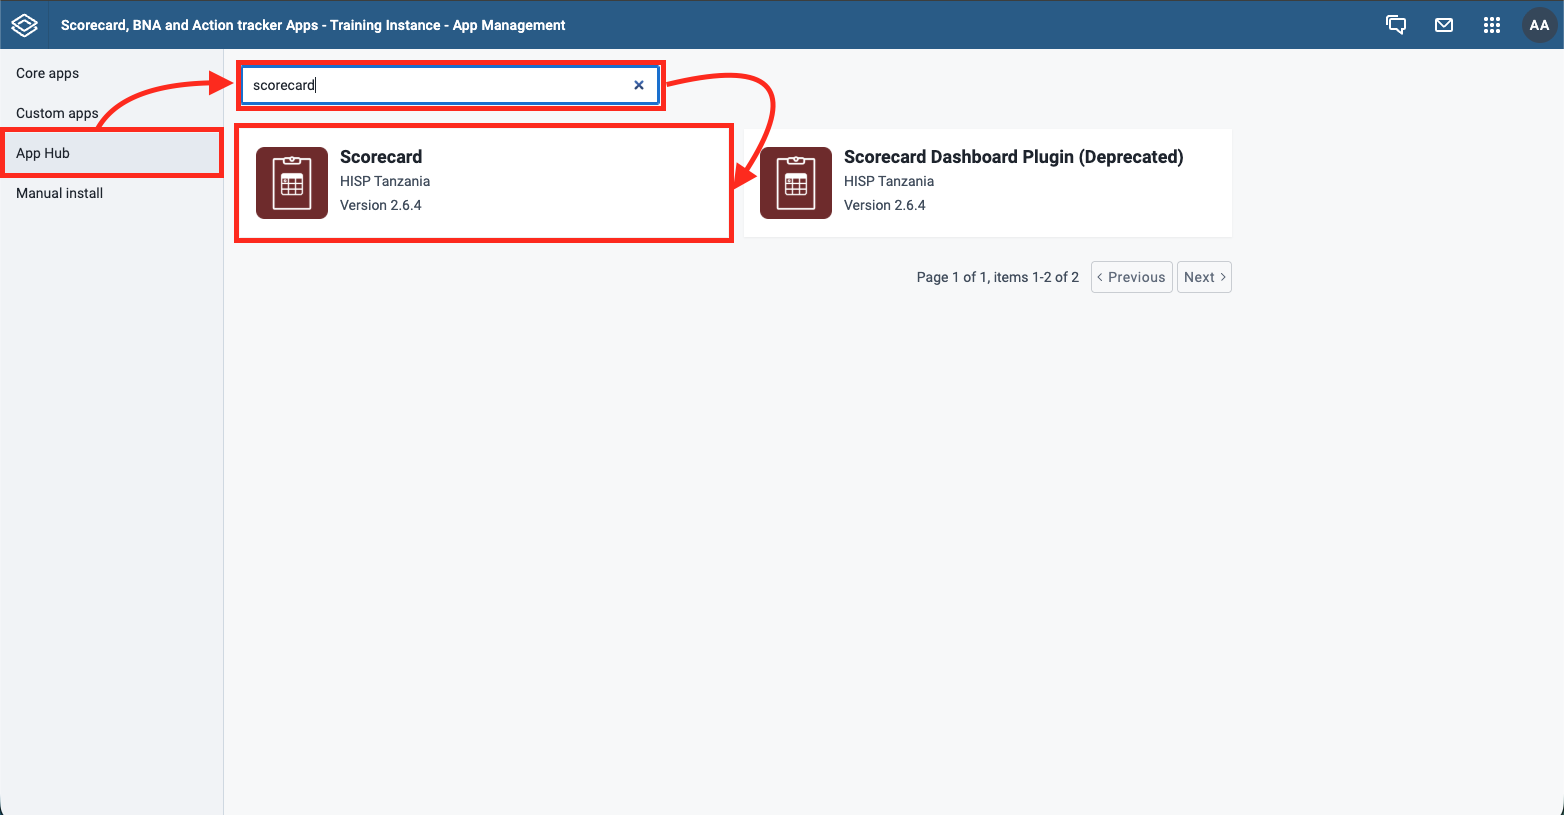 Scorecard, BNA and Action tracker Apps - Training Instance - App Management
AA
Core apps
Custom apps
App Hub
Manual install
scorecard
Scorecard
HISP Tanzania
Version 2.6.4
Scorecard Dashboard Plugin (Deprecated)
HISP Tanzania
Version 2.6.4
Page 1 of 1, items 1-2 of 2
Previous
Next